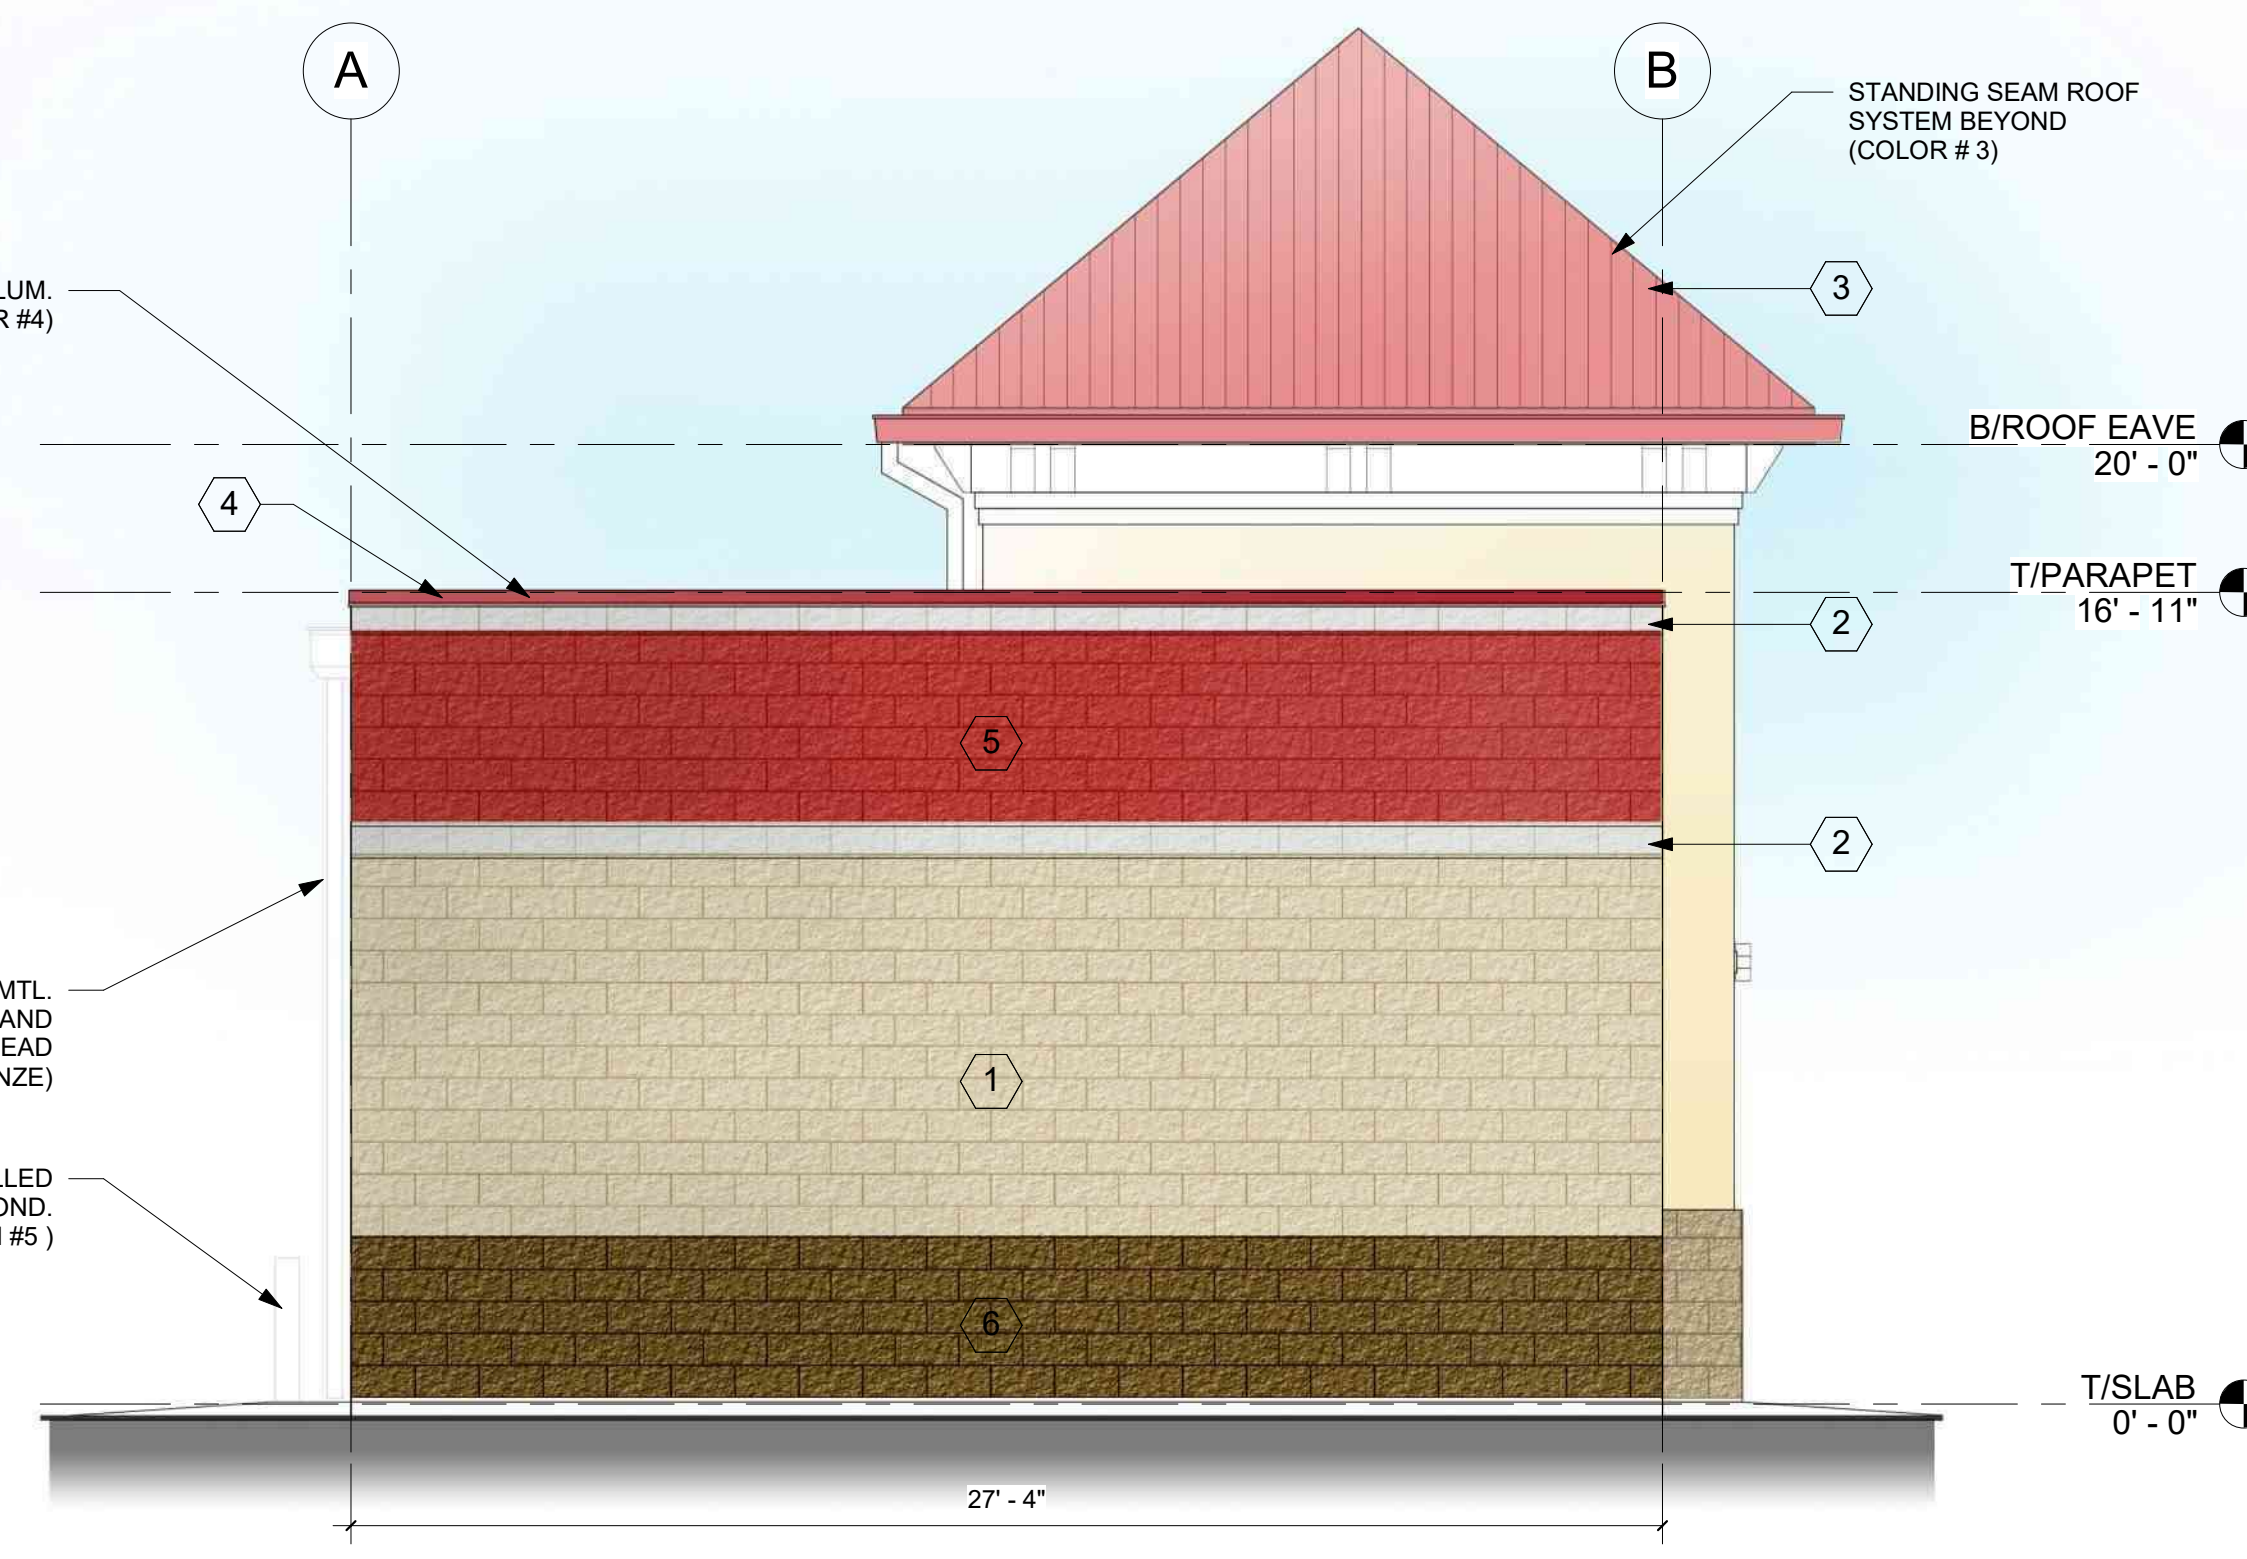 A
B
STANDING SEAM ROOF
SYSTEM BEYOND
(COLOR # 3)
3
LUM.
R #4)
B/ROOF EAVE
20' - 0"
4
T/PARAPET
16' - 11"
2
5
2
MTL.
AND
EAD
NZE)
1
LLED
OND.
#5 )
6
T/SLAB
0' - 0"
27' - 4"